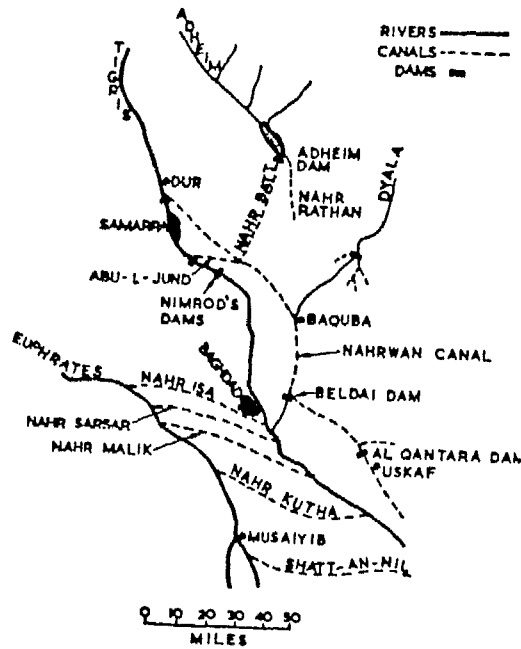 RIVERS
CANALS
DAMS
ADHEIM
TIGRIS
ADHEIM
DAM
DYALA
NAHR BATT
NAHR
RATHAN
DUR
SAMARRA
ABU-L-JUND
NIMROD'S
DAMS
BAQUBA
NAHRWAN CANAL
EUPHRATES
NAHR ISA
BAGHDAD
BELDAI DAM
NAHR SARSAR
NAHR MALIK
AL QANTARA DAM
USKAF
NAHR KUTHA
MUSAIYIB
SHATT-AN-NIL
0 10 20 30 40 50
MILES